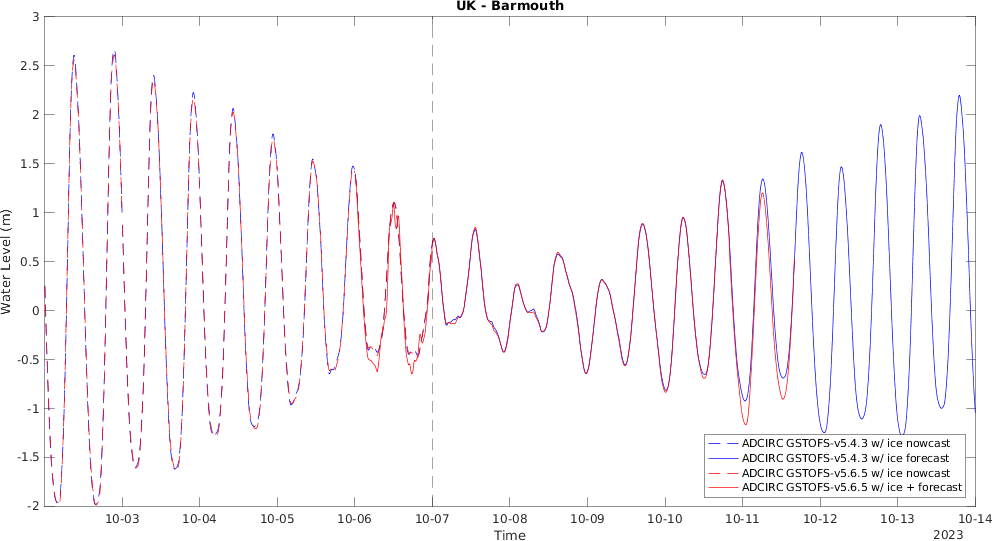 UK - Barmouth
3
2.5
2
1.5
1
0.5
0
-0.5
-1
-1.5
-2
Water Level (m)
10-03 10-04 10-05 10-06 10-07 10-08 10-09 10-10 10-11 10-12 10-13 10-14
Time
2023
ADCIRC GSTOFS-v5.4.3 w/ ice nowcast
ADCIRC GSTOFS-v5.4.3 w/ ice forecast
ADCIRC GSTOFS-v5.6.5 w/ ice nowcast
ADCIRC GSTOFS-v5.6.5 w/ ice + forecast